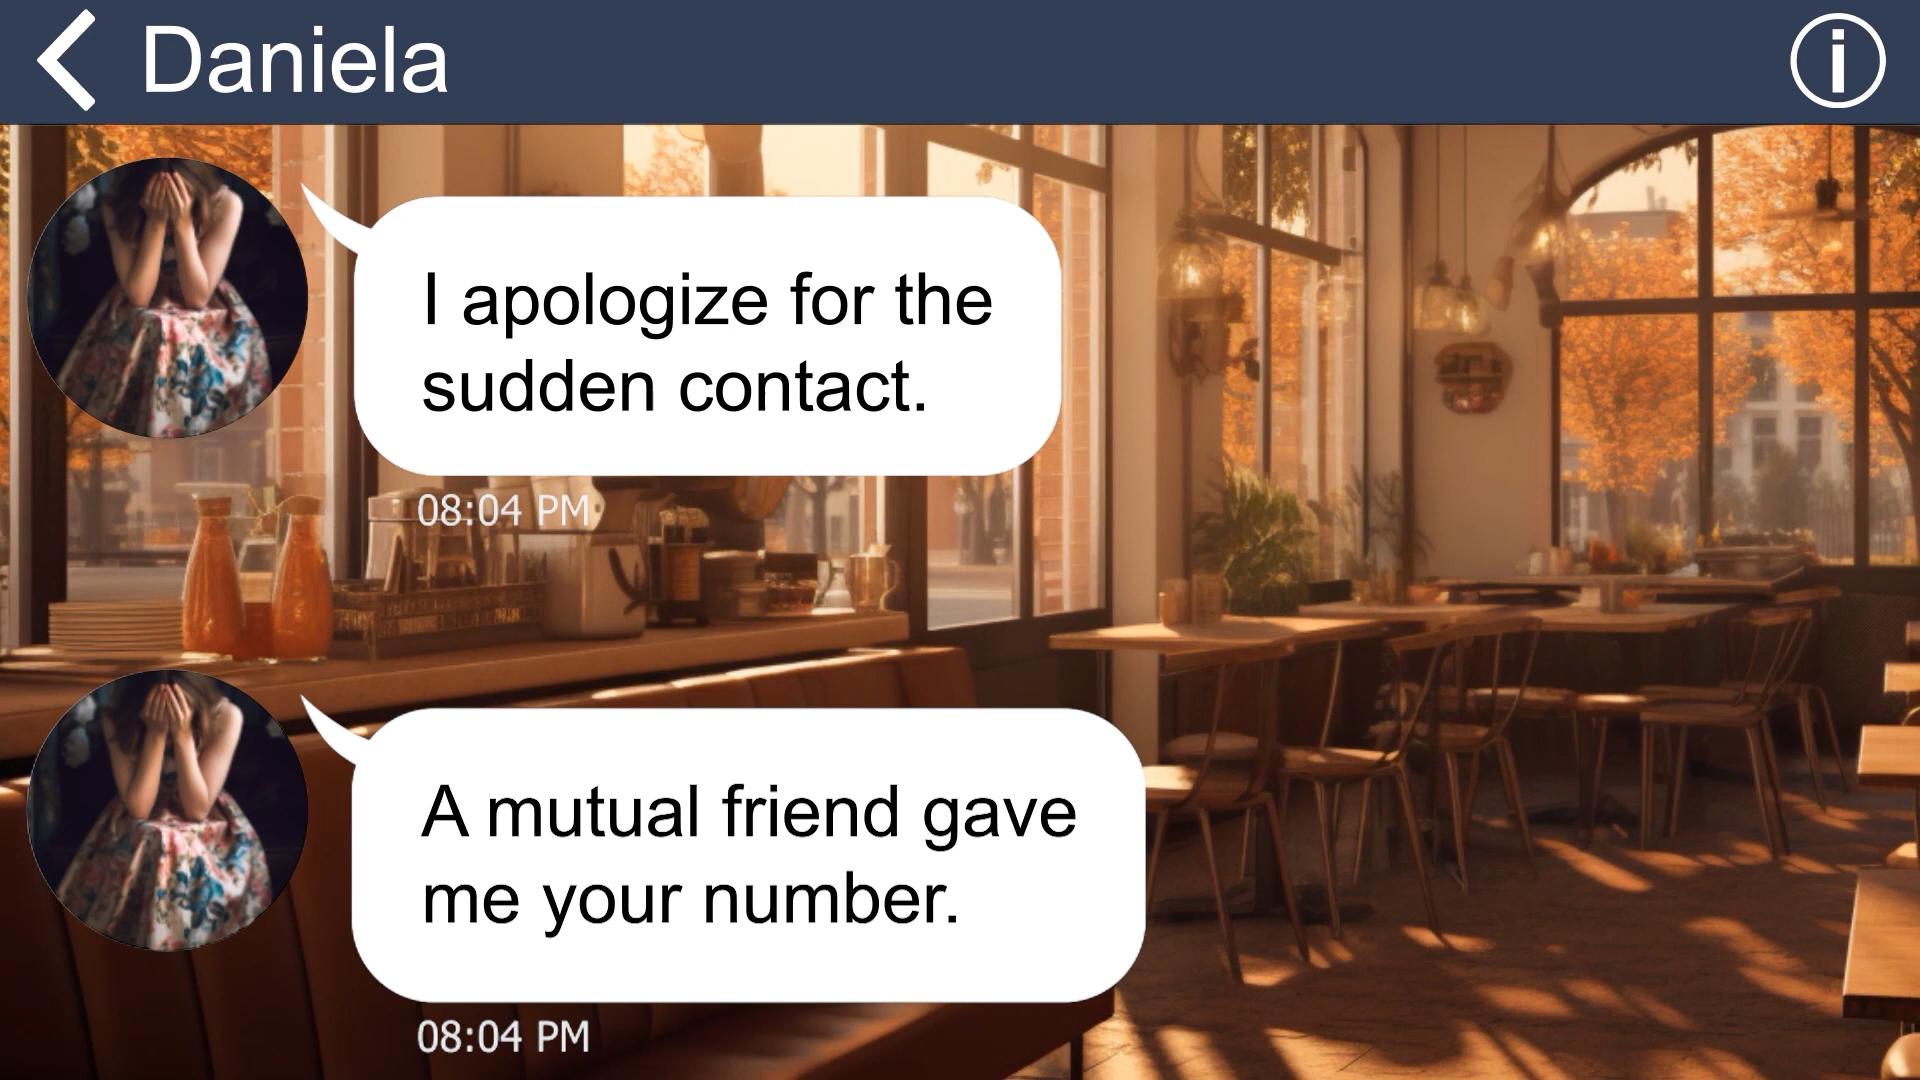 Daniela
I apologize for the
sudden contact.
08:04 PM
A mutual friend gave
me your number.
08:04 PM